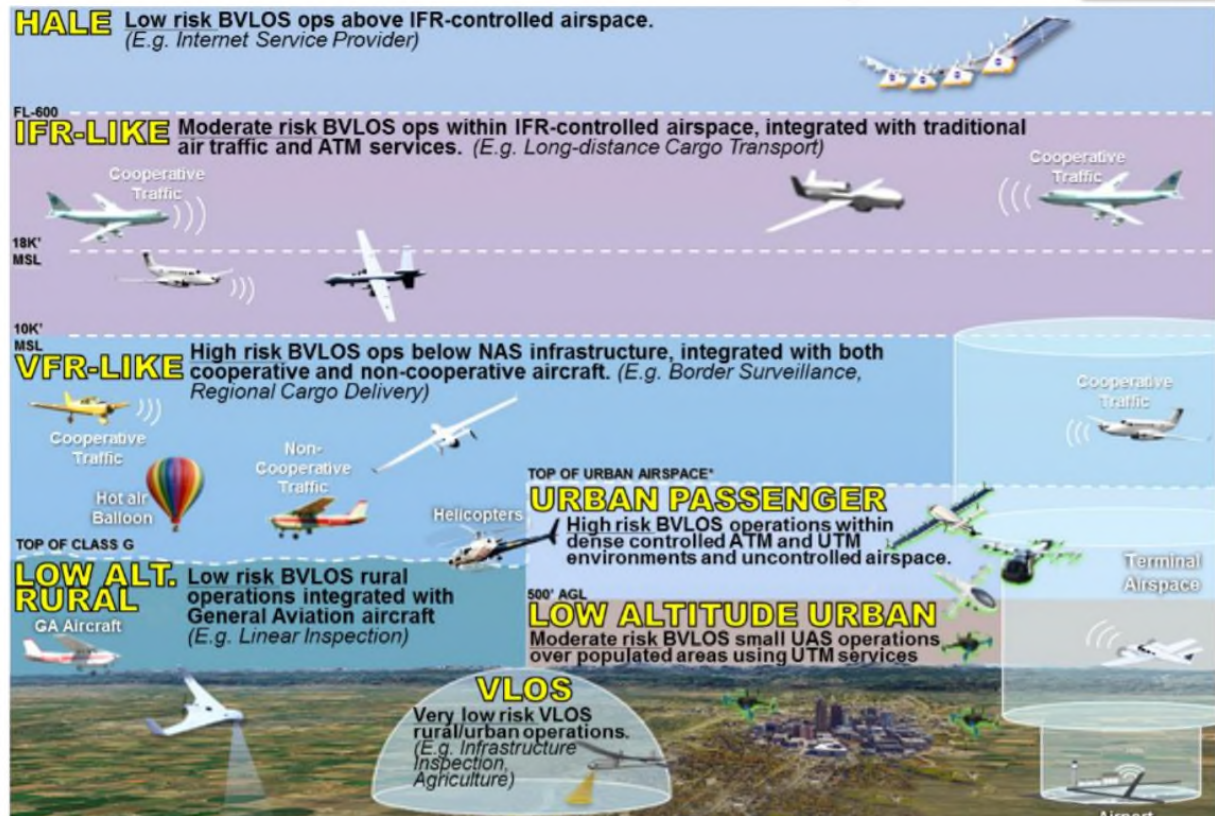 HALE Low risk BVLOS ops above IFR-controlled airspace.
(E.g. Internet Service Provider)
FL-600
IFR-LIKE Moderate risk BVLOS ops within IFR-controlled airspace, integrated with traditional
air traffic and ATM services. (E.g. Long-distance Cargo Transport)
Cooperative
Traffic
Cooperative
Traffic
18K'
MSL
10K'
MSL
VFR-LIKE High risk BVLOS ops below NAS infrastructure, integrated with both
cooperative and non-cooperative aircraft. (E.g. Border Surveillance,
Regional Cargo Delivery)
Cooperative
Traffic
Cooperative
Traffic
Non-
Cooperative
Traffic
Hot air
Balloon
Helicopters
TOP OF URBAN AIRSPACE*
URBAN PASSENGER
High risk BVLOS operations within
dense controlled ATM and UTM
environments and uncontrolled airspace.
TOP OF CLASS G
LOW ALT.
RURAL
Low risk BVLOS rural
operations integrated with
General Aviation aircraft
(E.g. Linear Inspection)
GA Aircraft
Terminal
Airspace
500' AGL
LOW ALTITUDE URBAN
Moderate risk BVLOS small UAS operations
over populated areas using UTM services
VLOS
Very low risk VLOS
rural/urban operations.
(E.g. Infrastructure
Inspection,
Agriculture)
Airport